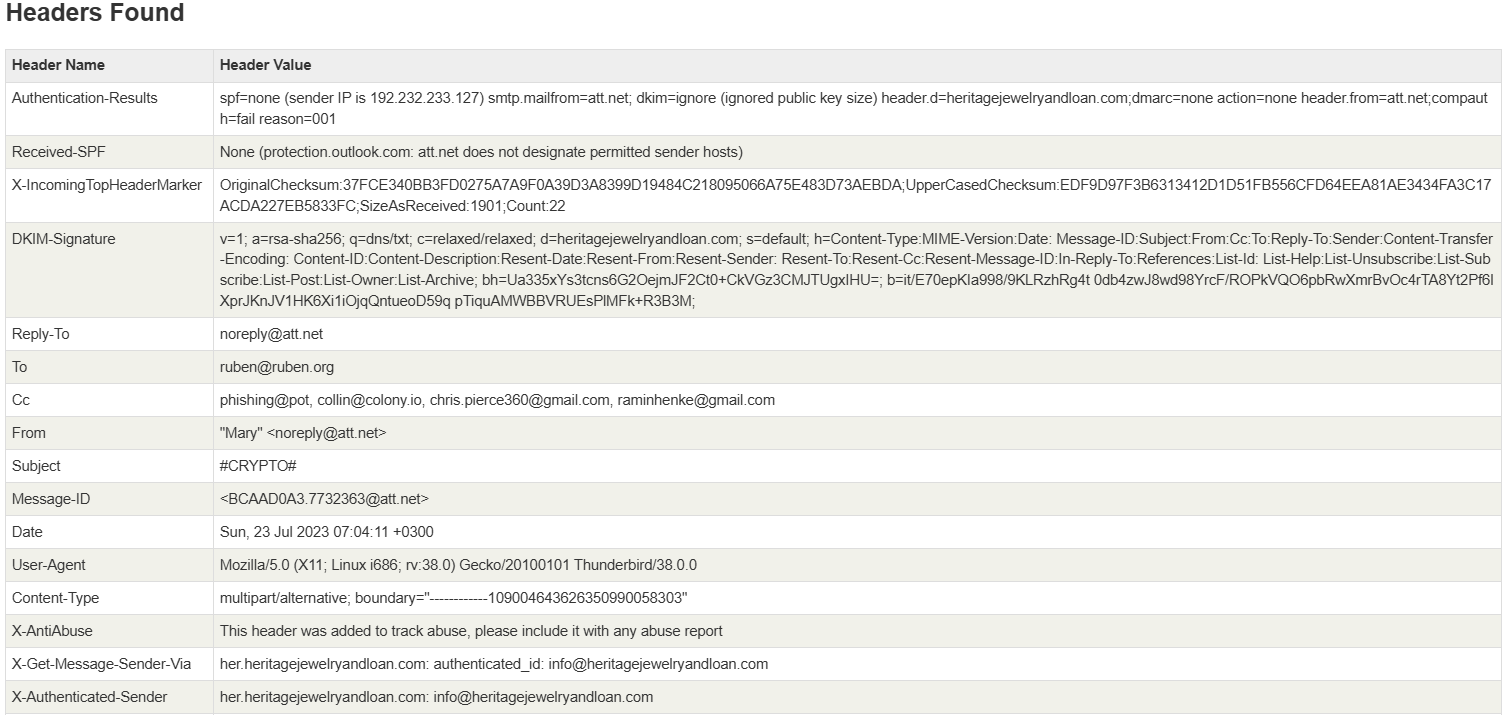 Headers Found
Header Name Header Value
Authentication-Results spf=none (sender IP is 192.232.233.127) smtp.mailfrom=att.net; dkim=ignore (ignored public key size) header.d=heritagejewelryandloan.com;dmarc=none action=none header.from=att.net;compaut
h=fail reason=001
Received-SPF None (protection.outlook.com: att.net does not designate permitted sender hosts)
X-IncomingTopHeaderMarker OriginalChecksum:37FCE340BB3FD0275A7A9F0A39D3A8399D19484C218095066A75E483D73AEBDA;UpperCasedChecksum:EDF9D97F3B6313412D1D51FB556CFD64EEA81AE3434FA3C17
ACDA227EB5833FC;SizeAsReceived:1901;Count:22
DKIM-Signature v=1; a=rsa-sha256; q=dns/txt; c=relaxed/relaxed; d=heritagejewelryandloan.com; s=default; h=Content-Type:MIME-Version:Date: Message-ID:Subject:From:Cc:To:Reply-To:Sender:Content-Transfer
-Encoding: Content-ID:Content-Description:Resent-Date:Resent-From:Resent-Sender: Resent-To:Resent-Cc:Resent-Message-ID:In-Reply-To:References:List-Id: List-Help:List-Unsubscribe:List-Sub
scribe:List-Post:List-Owner:List-Archive; bh=Ua335xYs3tcns6G2OejmJF2Ct0+CkVGz3CMJTUgxIHU=; b=it/E70epKIa998/9KLRzhRg4t 0db4zwJ8wd98YrcF/ROPkVQO6pbRwXmrBvOc4rTA8Yt2Pf6I
XprJKnJV1HK6Xi1iOjqQntueoD59q pTiquAMWBBVRUEsPlMFk+R3B3M;
Reply-To noreply@att.net
To ruben@ruben.org
Cc phishing@pot, collin@colony.io, chris.pierce360@gmail.com, raminhenke@gmail.com
From "Mary" <noreply@att.net>
Subject #CRYPTO#
Message-ID <BCAAD0A3.7732363@att.net>
Date Sun, 23 Jul 2023 07:04:11 +0300
User-Agent Mozilla/5.0 (X11; Linux i686; rv:38.0) Gecko/20100101 Thunderbird/38.0.0
Content-Type multipart/alternative; boundary="------------109004643626350990058303"
X-AntiAbuse This header was added to track abuse, please include it with any abuse report
X-Get-Message-Sender-Via her.heritagejewelryandloan.com: authenticated_id: info@heritagejewelryandloan.com
X-Authenticated-Sender her.heritagejewelryandloan.com: info@heritagejewelryandloan.com